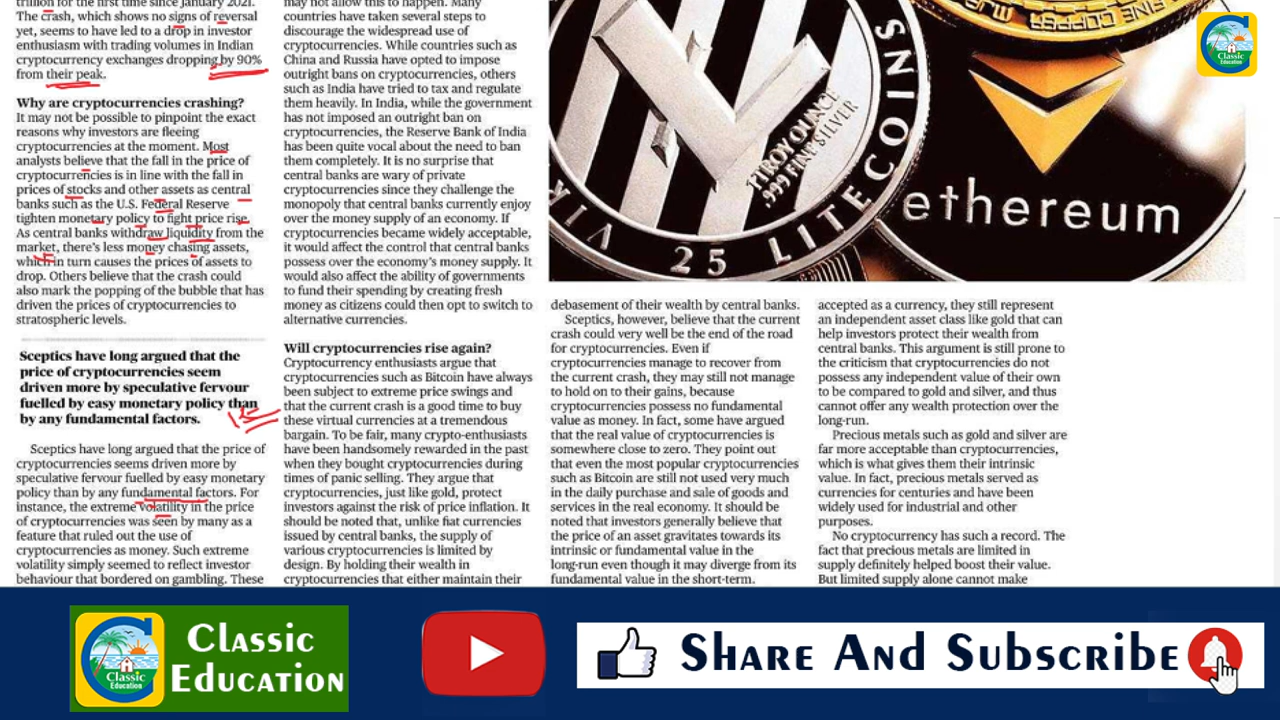 trillion for the first time since January 2021.
The crash, which shows no signs of reversal
yet, seems to have led to a drop in investor
enthusiasm with trading volumes in Indian
cryptocurrency exchanges dropping by 90%
from their peak.
Why are cryptocurrencies crashing?
It may not be possible to pinpoint the exact
reasons why investors are fleeing
cryptocurrencies at the moment. Most
analysts believe that the fall in the price of
cryptocurrencies is in line with the fall in
prices of stocks and other assets as central
banks such as the U.S. Federal Reserve
tighten monetary policy to fight price rise.
As central banks withdraw liquidity from the
market, there's less money chasing assets,
which in turn causes the prices of assets to
drop. Others believe that the crash could
also mark the popping of the bubble that has
driven the prices of cryptocurrencies to
stratospheric levels.
Sceptics have long argued that the
price of cryptocurrencies seem
driven more by speculative fervour
fuelled by easy monetary policy than
by any fundamental factors.
Sceptics have long argued that the price of
cryptocurrencies seems driven more by
speculative fervour fuelled by easy monetary
policy than by any fundamental factors. For
instance, the extreme volatility in the price
of cryptocurrencies was seen by many as a
feature that ruled out the use of
cryptocurrencies as money. Such extreme
volatility simply seemed to reflect investor
behaviour that bordered on gambling. These
may not allow this to happen. Many
countries have taken several steps to
discourage the widespread use of
cryptocurrencies. While countries such as
China and Russia have opted to impose
outright bans on cryptocurrencies, others
such as India have tried to tax and regulate
them heavily. In India, while the government
has not imposed an outright ban on
cryptocurrencies, the Reserve Bank of India
has been quite vocal about the need to ban
them completely. It is no surprise that
central banks are wary of private
cryptocurrencies since they challenge the
monopoly that central banks currently enjoy
over the money supply of an economy. If
cryptocurrencies became widely acceptable,
it would affect the control that central banks
possess over the economy's money supply. It
would also affect the ability of governments
to fund their spending by creating fresh
money as citizens could then opt to switch to
alternative currencies.
Will cryptocurrencies rise again?
Cryptocurrency enthusiasts argue that
cryptocurrencies such as Bitcoin have always
been subject to extreme price swings and
that the current crash is a good time to buy
these virtual currencies at a tremendous
bargain. To be fair, many crypto-enthusiasts
have been handsomely rewarded in the past
when they bought cryptocurrencies during
times of panic selling. They argue that
cryptocurrencies, just like gold, protect
investors against the risk of price inflation. It
should be noted that, unlike fiat currencies
issued by central banks, the supply of
various cryptocurrencies is limited by
design. By holding their wealth in
cryptocurrencies that either maintain their
1 TROY OUNCE
.999 FINE SILVER
25 LITECOINS
FINE COPPER
ethereum
debasement of their wealth by central banks.
Sceptics, however, believe that the current
crash could very well be the end of the road
for cryptocurrencies. Even if
cryptocurrencies manage to recover from
the current crash, they may still not manage
to hold on to their gains, because
cryptocurrencies possess no fundamental
value as money. In fact, some have argued
that the real value of cryptocurrencies is
somewhere close to zero. They point out
that even the most popular cryptocurrencies
such as Bitcoin are still not used very much
in the daily purchase and sale of goods and
services in the real economy. It should be
noted that investors generally believe that
the price of an asset gravitates towards its
intrinsic or fundamental value in the
long-run even though it may diverge from its
fundamental value in the short-term.
accepted as a currency, they still represent
an independent asset class like gold that can
help investors protect their wealth from
central banks. This argument is still prone to
the criticism that cryptocurrencies do not
possess any independent value of their own
to be compared to gold and silver, and thus
cannot offer any wealth protection over the
long-run.
Precious metals such as gold and silver are
far more acceptable than cryptocurrencies,
which is what gives them their intrinsic
value. In fact, precious metals served as
currencies for centuries and have been
widely used for industrial and other
purposes.
No cryptocurrency has such a record. The
fact that precious metals are limited in
supply definitely helped boost their value.
But limited supply alone cannot make
Classic
Education
Classic
Education
Classic
Education
Share And Subscribe